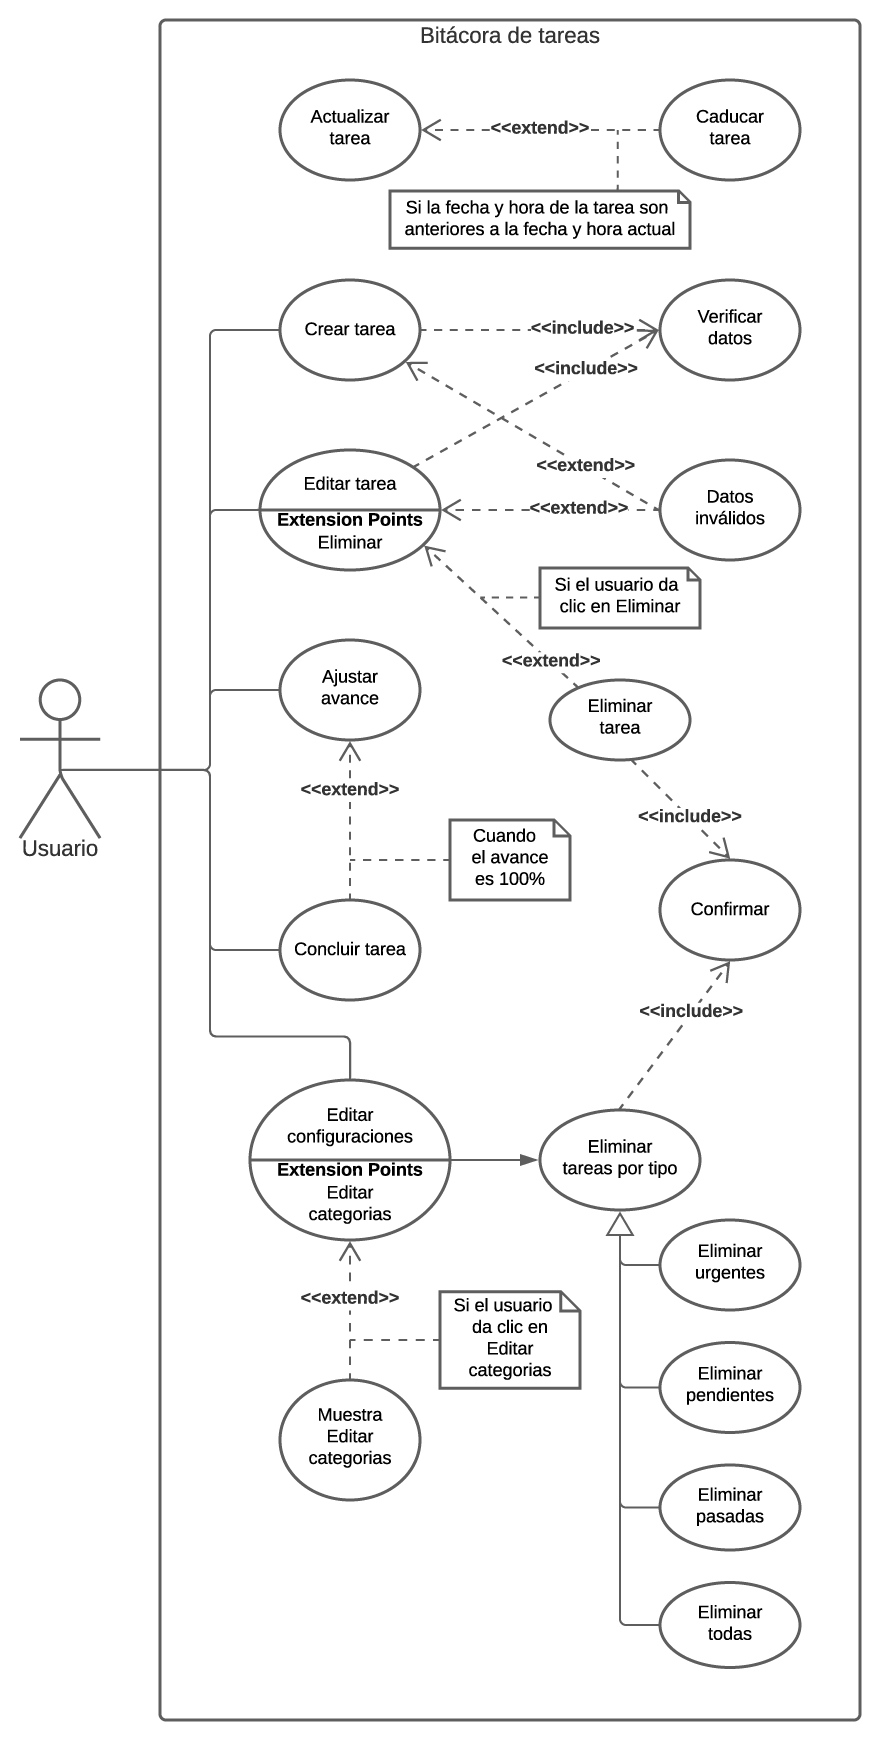 Bitácora de tareas
Actualizar
tarea
<<extend>>
Caducar
tarea
Si la fecha y hora de la tarea son
anteriores a la fecha y hora actual
Crear tarea
<<include>>
Verificar
datos
<<include>>
Editar tarea
Extension Points
Eliminar
<<extend>>
<<extend>>
Datos
inválidos
Si el usuario da
clic en Eliminar
<<extend>>
Ajustar
avance
Eliminar
tarea
<<extend>>
<<include>>
Usuario
Cuando
el avance
es 100%
Concluir tarea
Confirmar
<<include>>
Editar
configuraciones
Extension Points
Editar
categorias
Eliminar
tareas por tipo
<<extend>>
Si el usuario
da clic en
Editar
categorias
Muestra
Editar
categorias
Eliminar
urgentes
Eliminar
pendientes
Eliminar
pasadas
Eliminar
todas